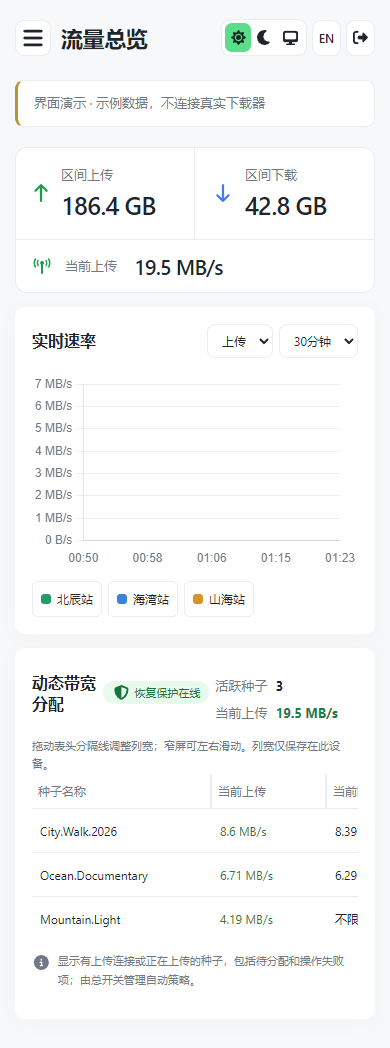 流量总览
EN
界面演示 · 示例数据，不连接真实下载器
区间上传
186.4 GB
区间下载
42.8 GB
当前上传 19.5 MB/s
实时速率
上传
30分钟
7 MB/s
6 MB/s
5 MB/s
4 MB/s
3 MB/s
2 MB/s
1 MB/s
0 B/s
00:50 00:58 01:06 01:15 01:23
北辰站 海湾站 山海站
动态带宽
分配
恢复保护在线
活跃种子 3
当前上传 19.5 MB/s
拖动表头分隔线调整列宽；窄屏可左右滑动。列宽仅保存在此设
备。
种子名称 当前上传 当前
City.Walk.2026 8.6 MB/s 8.39
Ocean.Documentary 6.71 MB/s 6.29
Mountain.Light 4.19 MB/s 不限
显示有上传连接或正在上传的种子，包括待分配和操作失败
项；由总开关管理自动策略。